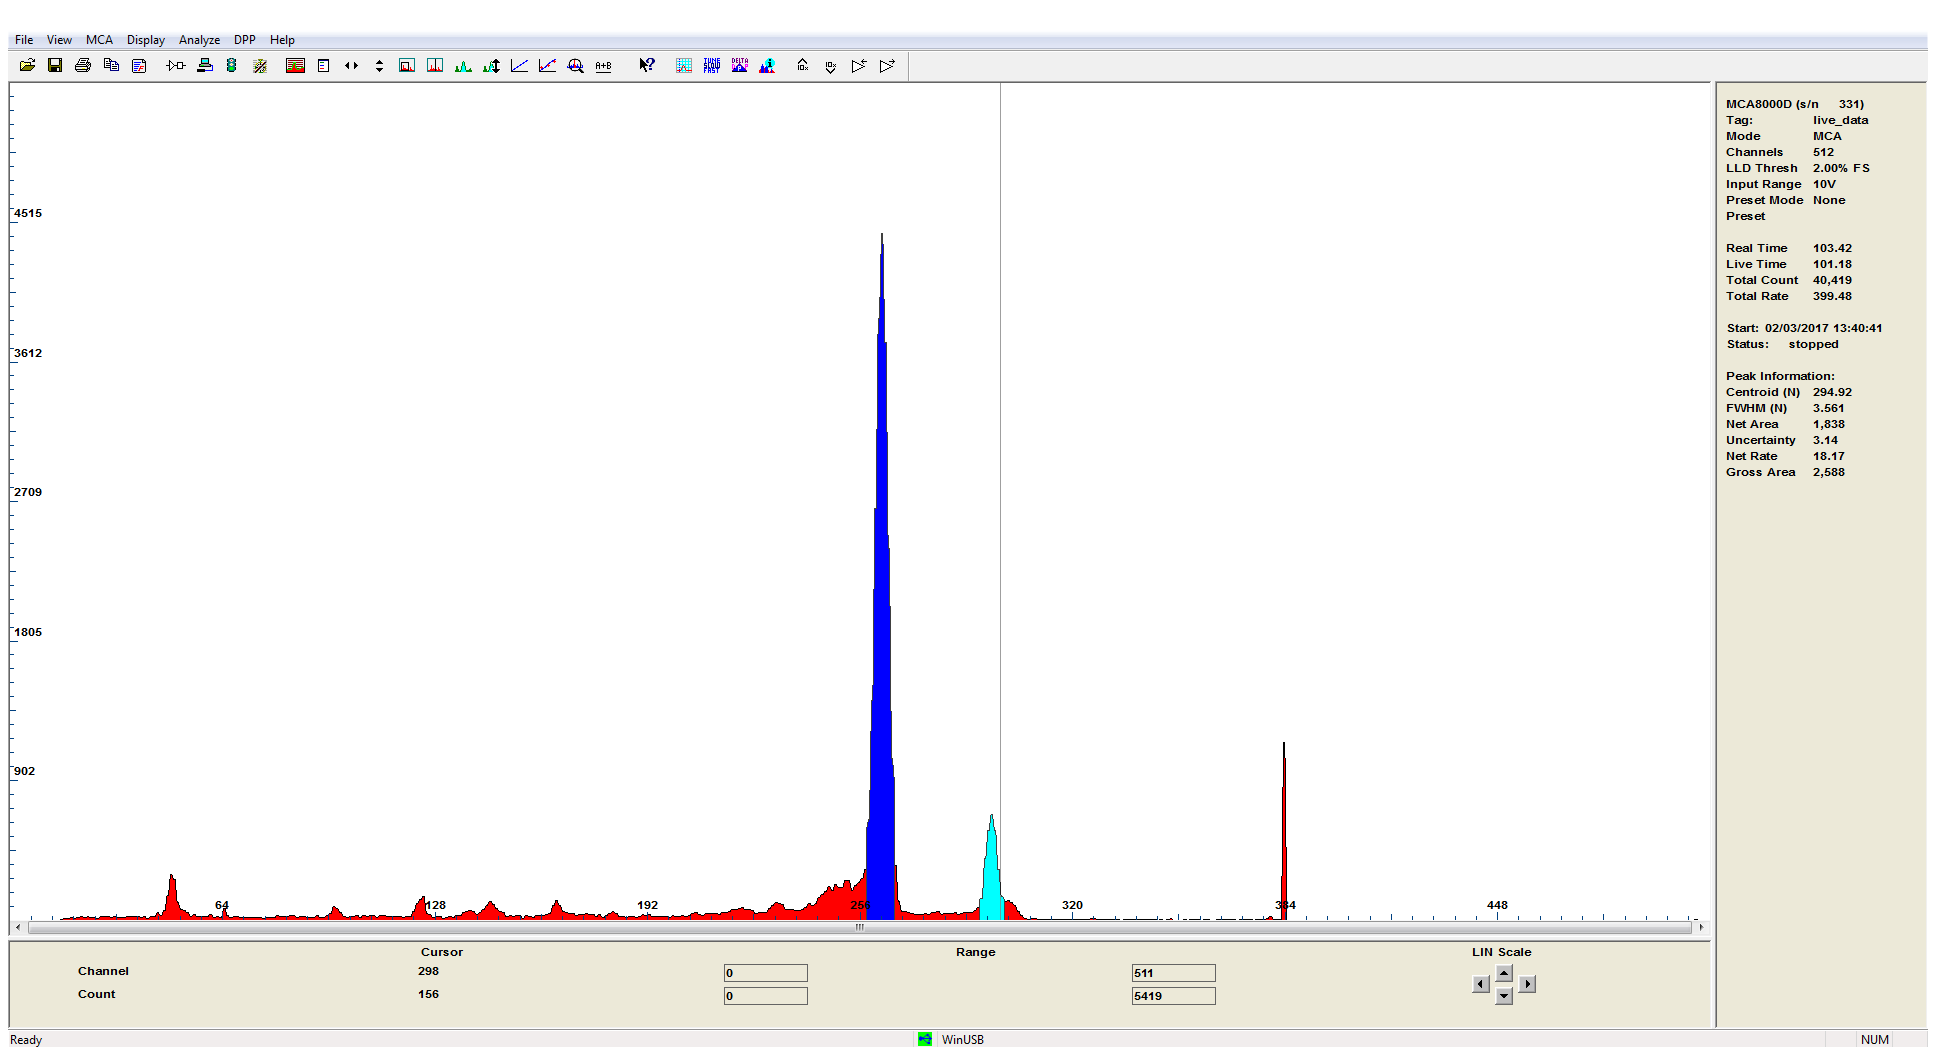 File View MCA Display Analyze DPP Help
A+B TUNE FAST DELTA 10x 10x
4515
3612
2709
1805
902
64 128 192 256 320 384 448
MCA8000D (s/n 331)
Tag: live_data
Mode MCA
Channels 512
LLD Thresh 2.00% FS
Input Range 10V
Preset Mode None
Preset
Real Time 103.42
Live Time 101.18
Total Count 40,419
Total Rate 399.48
Start: 02/03/2017 13:40:41
Status: stopped
Peak Information:
Centroid (N) 294.92
FWHM (N) 3.561
Net Area 1,838
Uncertainty 3.14
Net Rate 18.17
Gross Area 2,588
Cursor Range LIN Scale
Channel 298 0 511
Count 156 0 5419
Ready WinUSB NUM